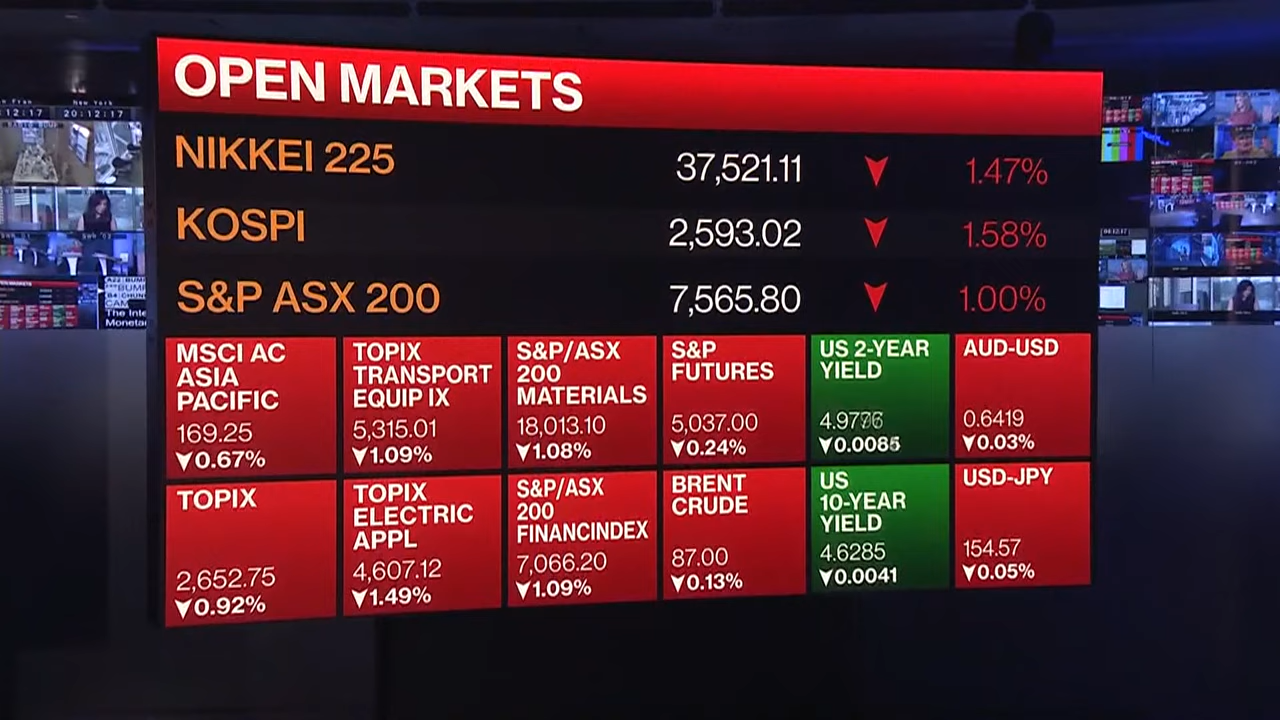 OPEN MARKETS
NIKKEI 225 37,521.11 1.47%
KOSPI 2,593.02 1.58%
S&P ASX 200 7,565.80 1.00%
MSCI AC
ASIA
PACIFIC
169.25
▼0.67%
TOPIX
TRANSPORT
EQUIP IX
5,315.01
▼1.09%
S&P/ASX
200
MATERIALS
18,013.10
▼1.08%
S&P
FUTURES
5,037.00
▼0.24%
US 2-YEAR
YIELD
▼0.0085
AUD-USD
0.6419
▼0.03%
TOPIX
2,652.75
▼0.92%
TOPIX
ELECTRIC
APPL
4,607.12
▼1.49%
S&P/ASX
200
FINANCINDEX
7,066.20
▼1.09%
BRENT
CRUDE
87.00
▼0.13%
US
10-YEAR
YIELD
4.6285
▼0.0041
USD-JPY
154.57
▼0.05%
New York
20:12:17